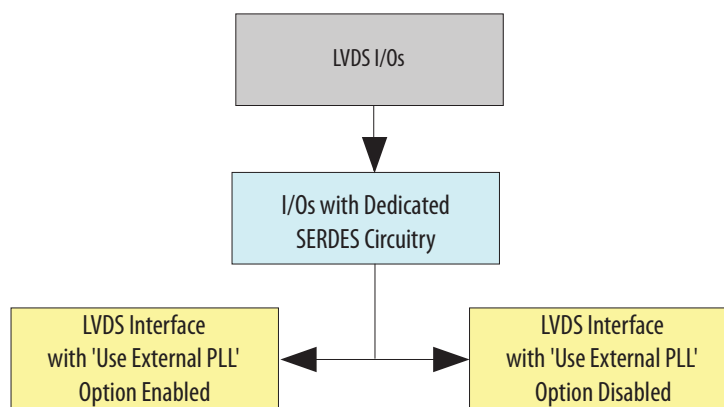 LVDS I/Os
I/Os with Dedicated
SERDES Circuitry
LVDS Interface
with 'Use External PLL'
Option Enabled
LVDS Interface
with 'Use External PLL'
Option Disabled